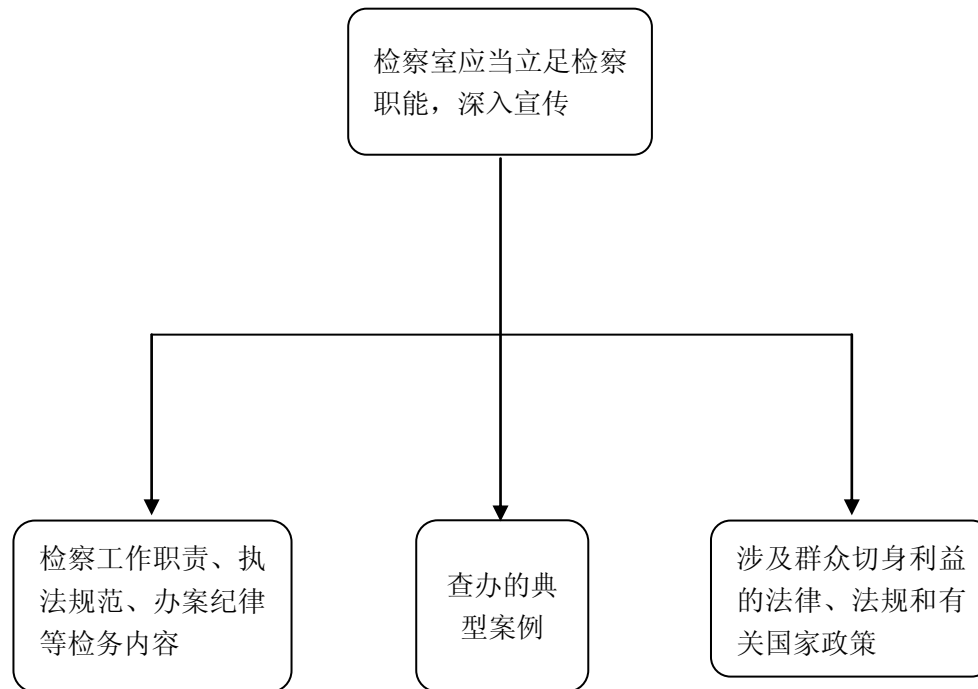 检察室应当立足检察
职能，深入宣传
检察工作职责、执
法规范、办案纪律
等检务内容
查办的典
型案例
涉及群众切身利益
的法律、法规和有
关国家政策